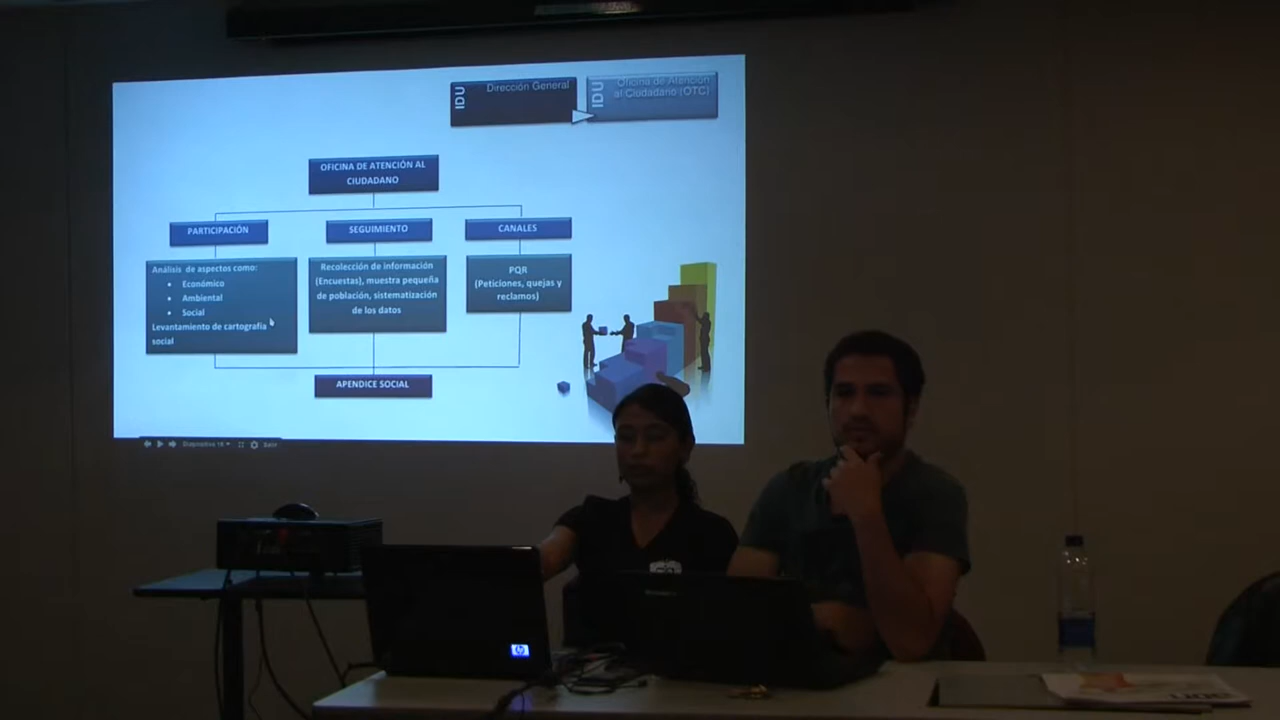 IDU
Dirección General
IDU
Oficina de Atención
al Ciudadano (OTC)
OFICINA DE ATENCIÓN AL
CIUDADANO
PARTICIPACIÓN
SEGUIMIENTO
CANALES
Análisis de aspectos como:
• Económico
• Ambiental
• Social
Levantamiento de cartografía
social
Recolección de información
(Encuestas), muestra pequeña
de población, sistematización
de los datos
PQR
(Peticiones, quejas y
reclamos)
APENDICE SOCIAL
hp